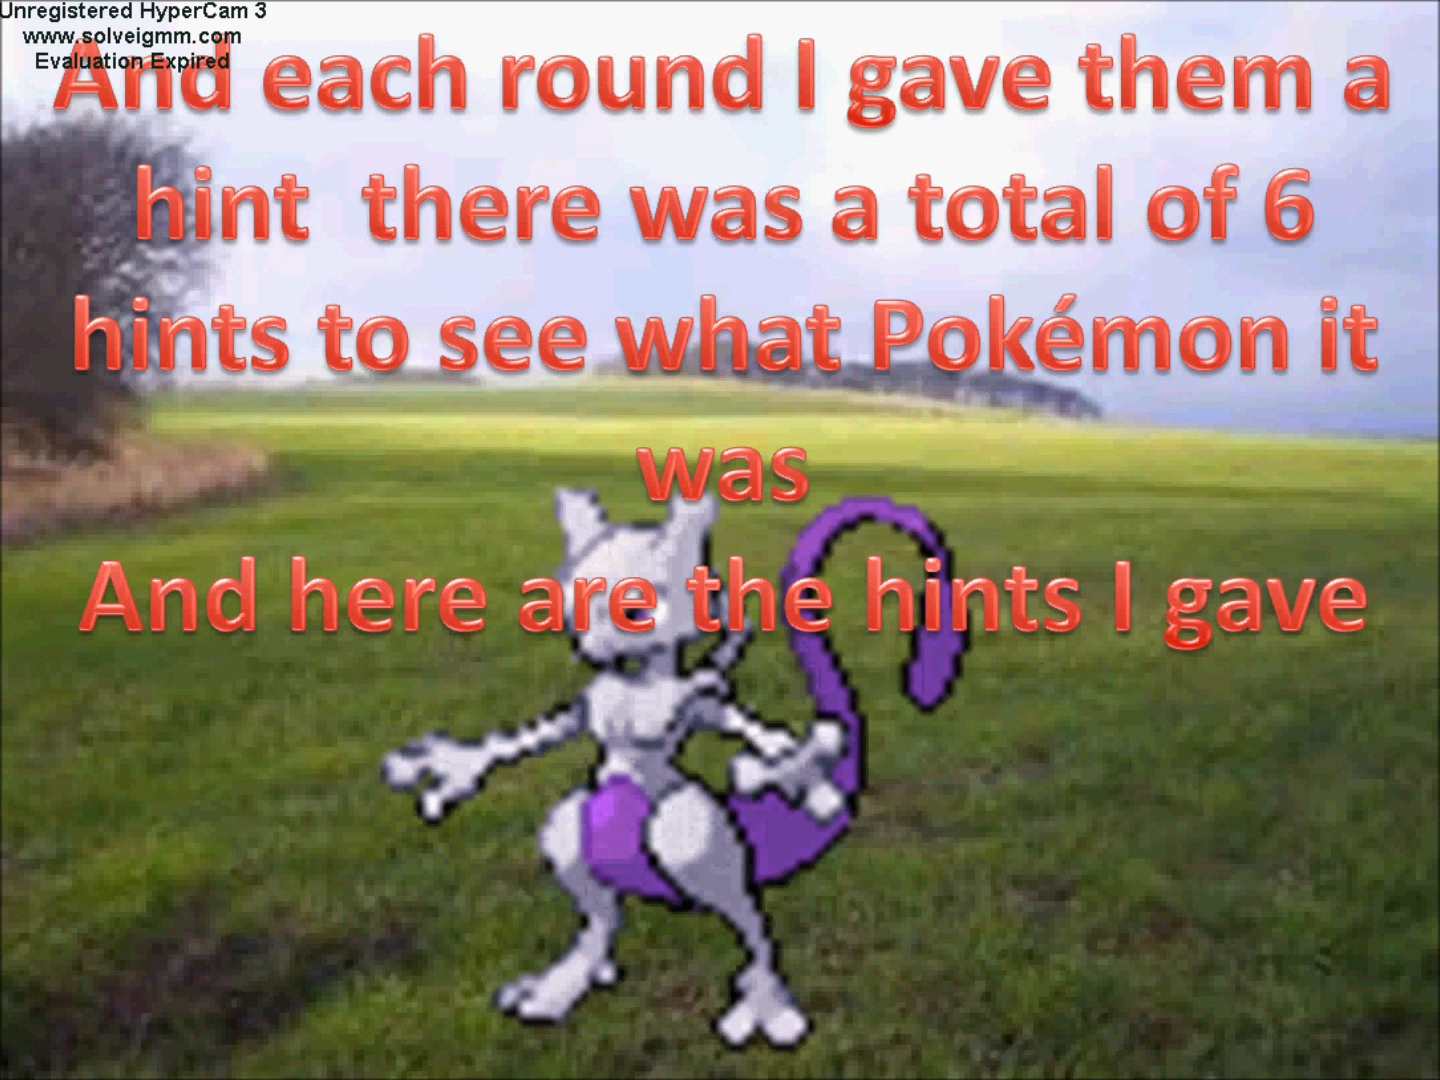 Unregistered HyperCam 3
www.solveigmm.com
Evaluation Expired
And each round I gave them a
hint  there was a total of 6
hints to see what Pokémon it
was
And here are the hints I gave